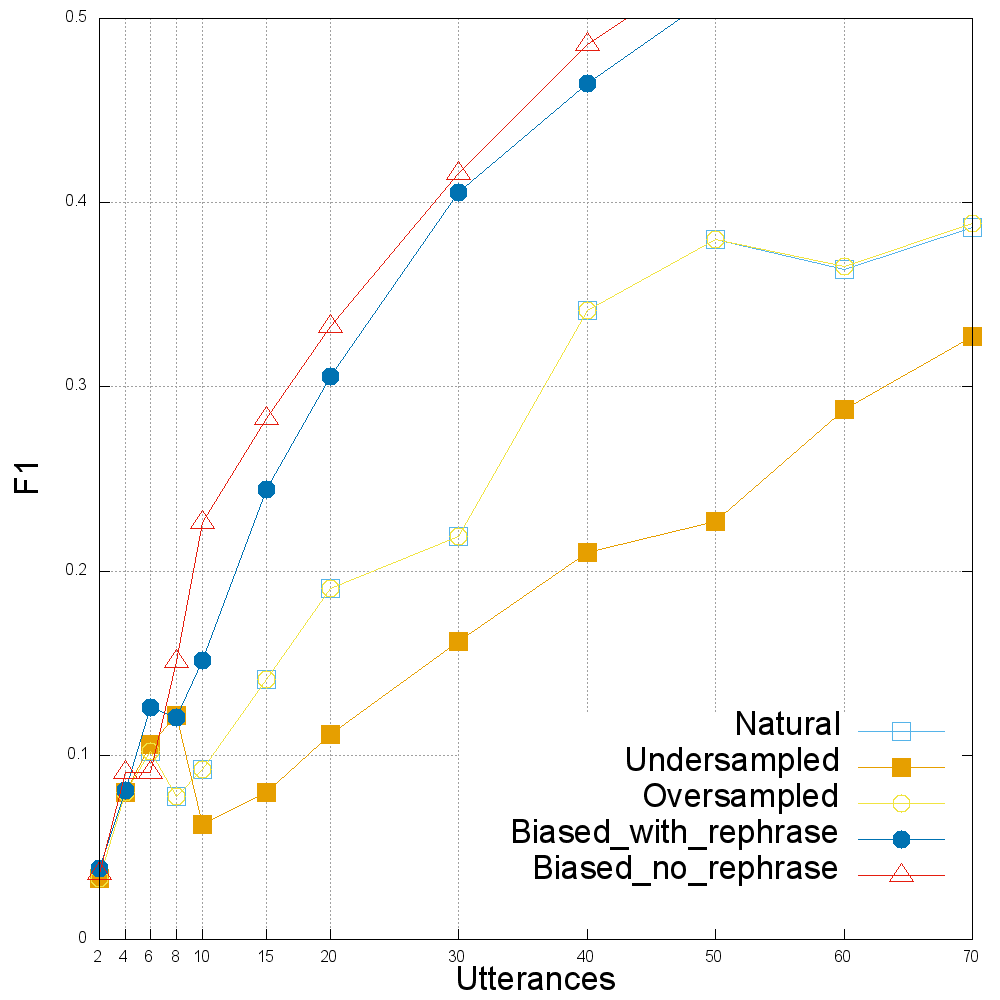 0.5
0.4
0.3
0.2
0.1
0
F1
Natural
Undersampled
Oversampled
Biased_with_rephrase
Biased_no_rephrase
2 4 6 8 10 15 20 30 40 50 60 70
Utterances